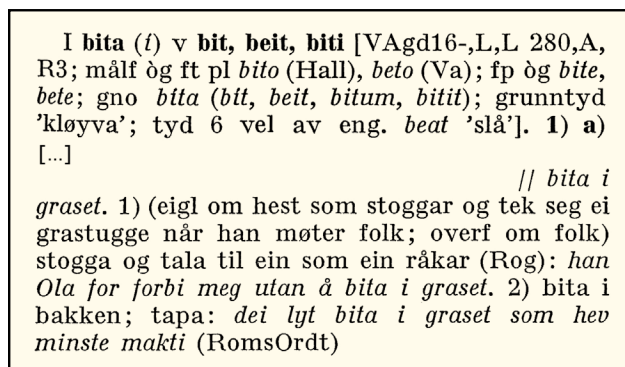 I bita (i) v bit, beit, biti [VAgd16-,L,L 280,A,
R3; målf òg ft pl bito (Hall), beto (Va); fp òg bite,
bete; gno bíta (bít, beit, bitum, bitit); grunntyd
'kløyva'; tyd 6 vel av eng. beat 'slå']. 1) a)
[...]
// bita i
graset. 1) (eigl om hest som stoggar og tek seg ei
grastugge når han møter folk; overf om folk)
stogga og tala til ein som ein råkar (Rog): han
Ola for forbi meg utan å bita i graset. 2) bita i
bakken; tapa: dei lyt bita i graset som hev
minste makti (RomsOrdt)